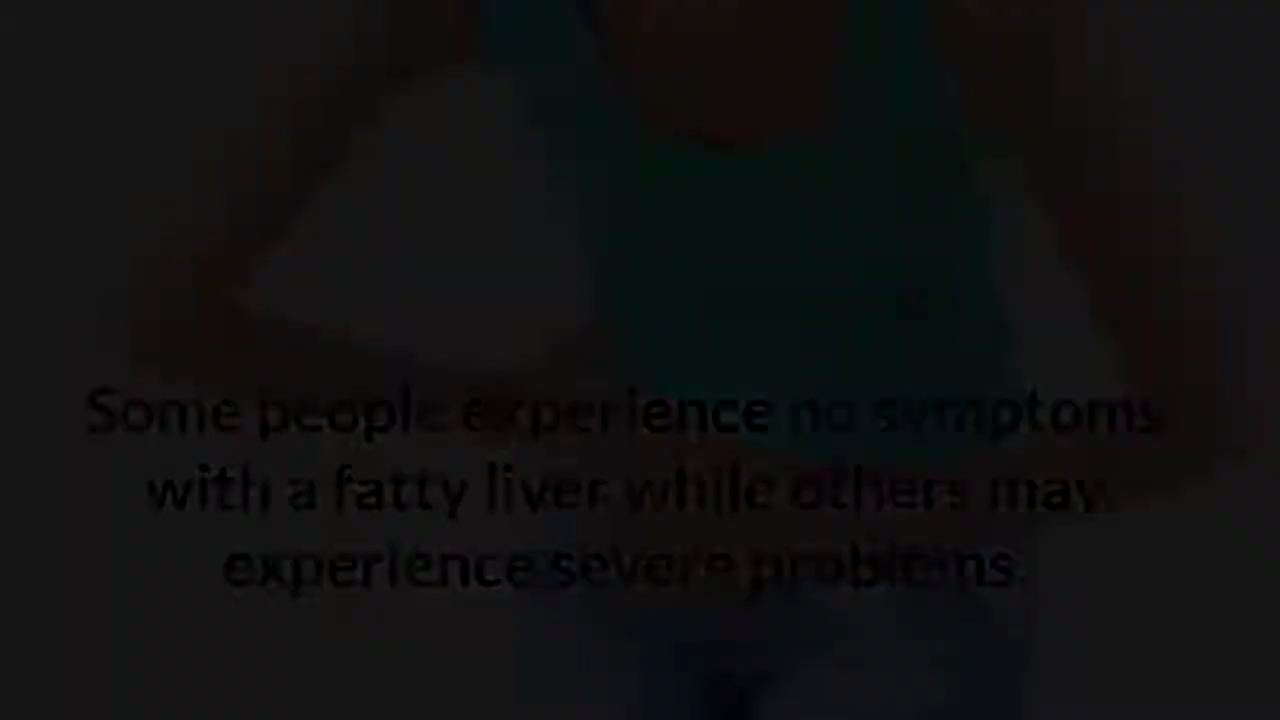 Some people experience no symptoms
with a fatty liver while others may
experience severe problems.